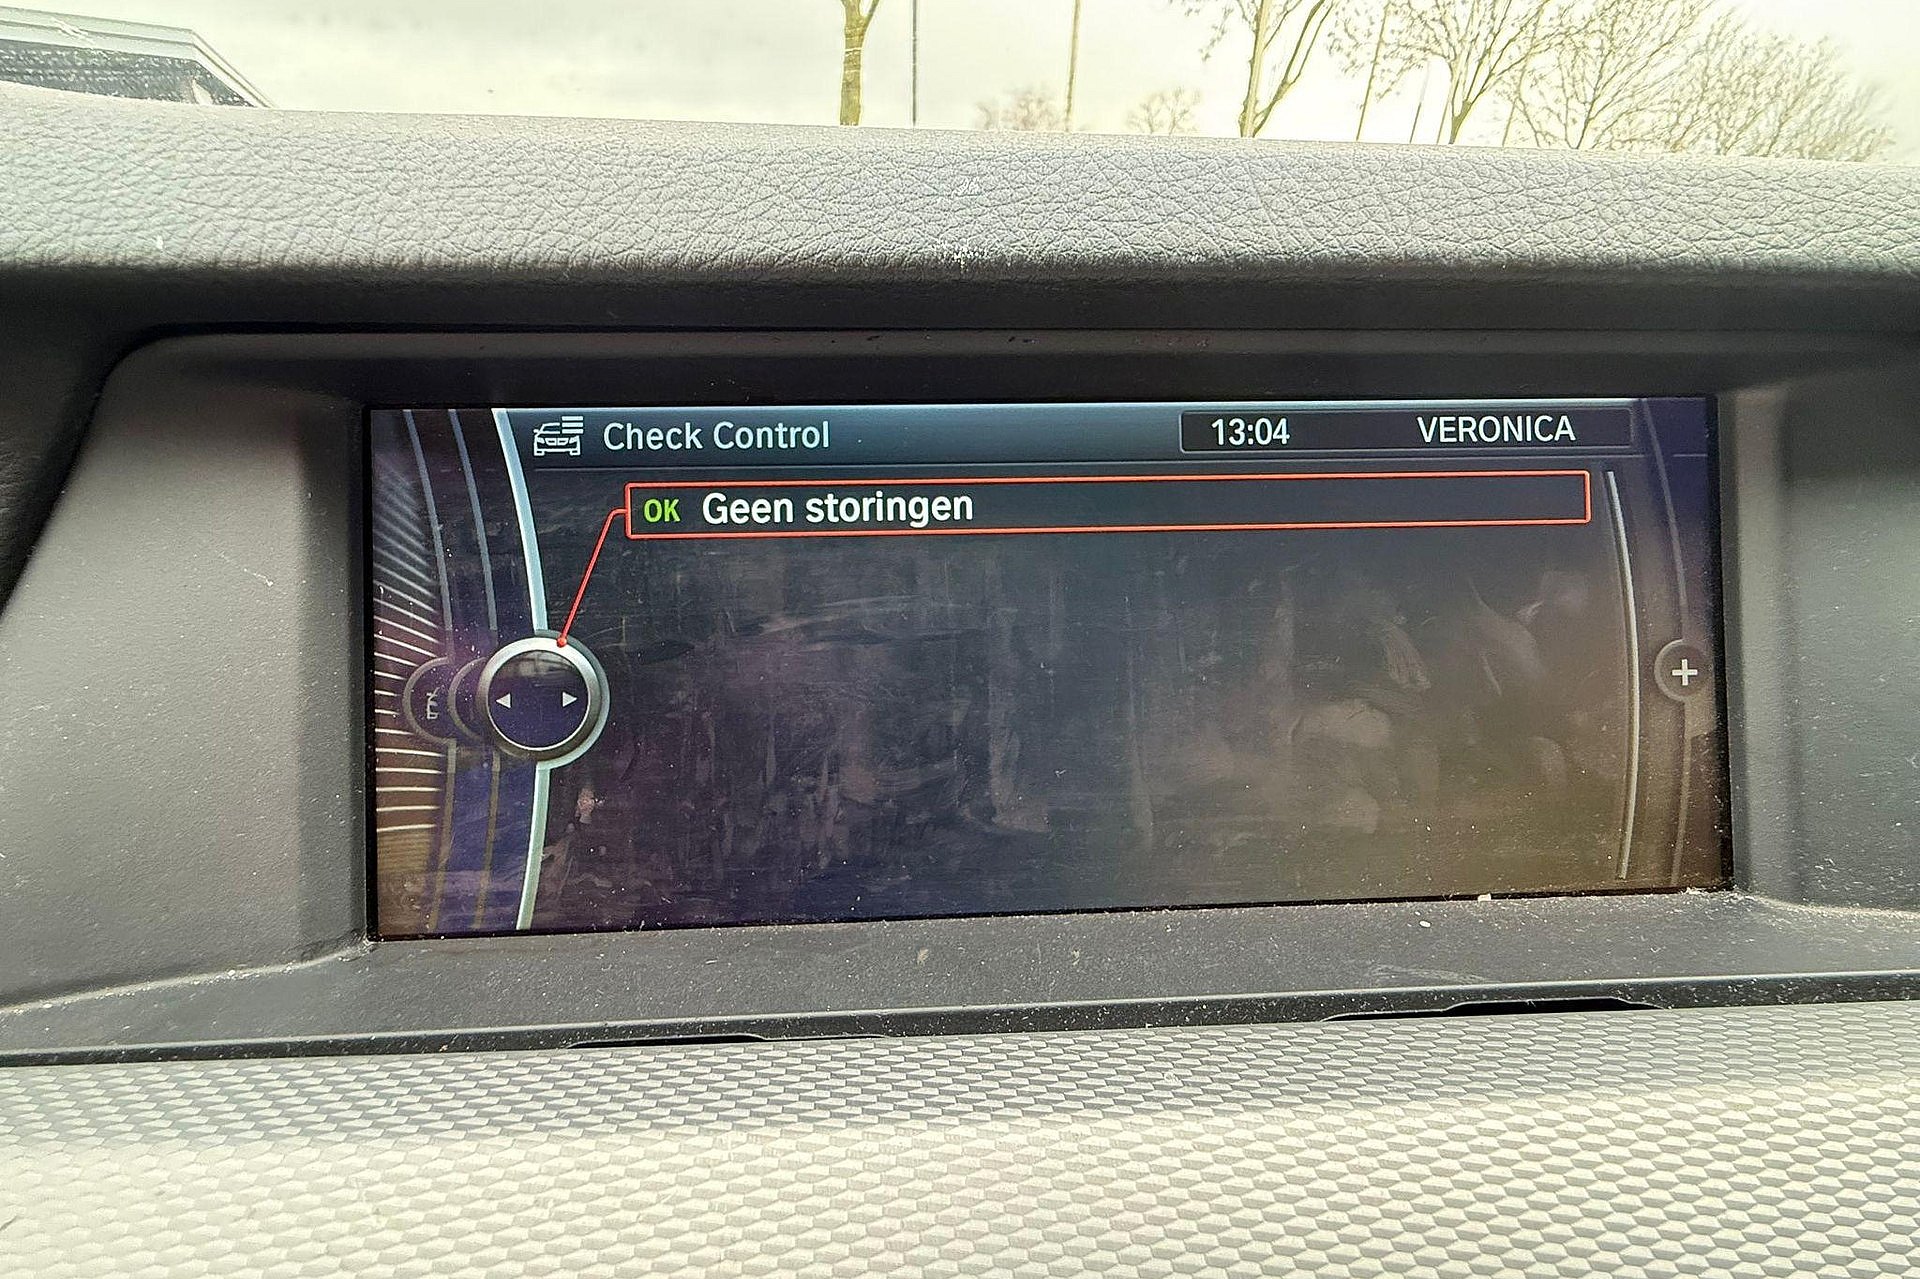 Check Control
13:04 VERONICA
OK Geen storingen